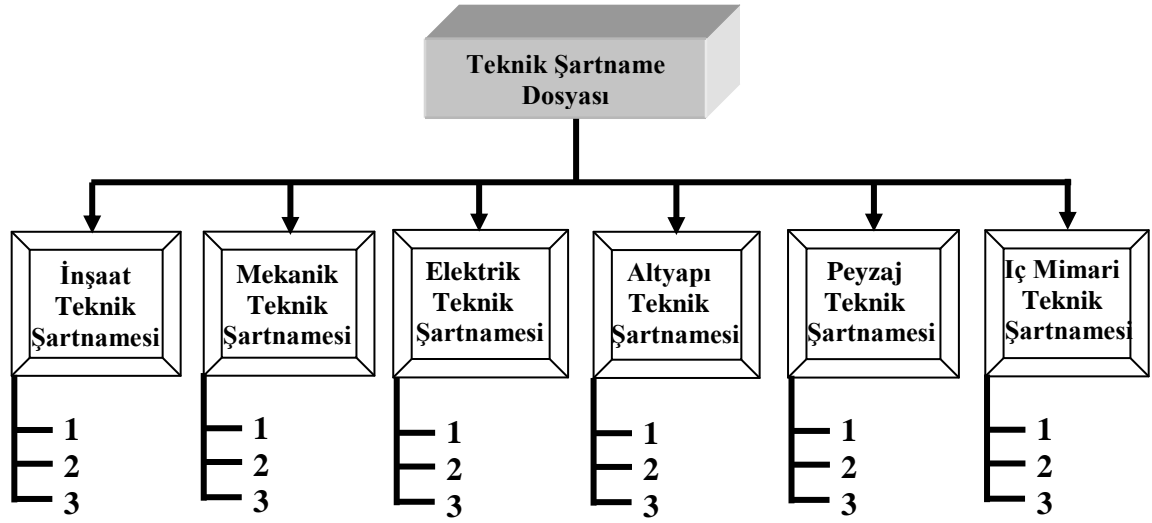 Teknik Şartname
Dosyası
İnşaat
Teknik
Şartnamesi
Mekanik
Teknik
Şartnamesi
Elektrik
Teknik
Şartnamesi
Altyapı
Teknik
Şartnamesi
Peyzaj
Teknik
Şartnamesi
Iç Mimari
Teknik
Şartnamesi
1
2
3
1
2
3
1
2
3
1
2
3
1
2
3
1
2
3